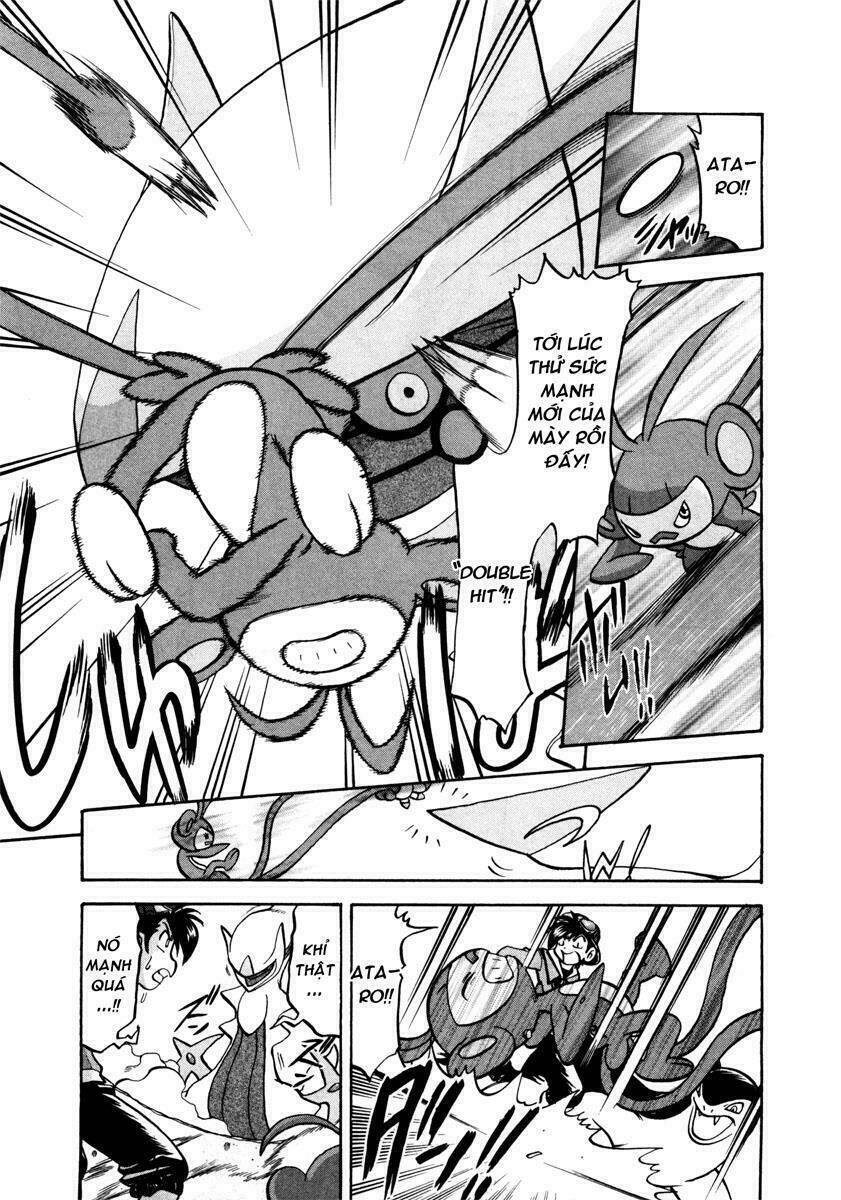 ATA-
RO!!
TỚI LÚC
THỬ SỨC
MẠNH
MỚI CỦA
MÀY RỒI
ĐẤY!
"DOUBLE
HIT"!!
ATA-
RO!!
KHỈ
THẬT
...
NÓ
MẠNH
QUÁ
...!!